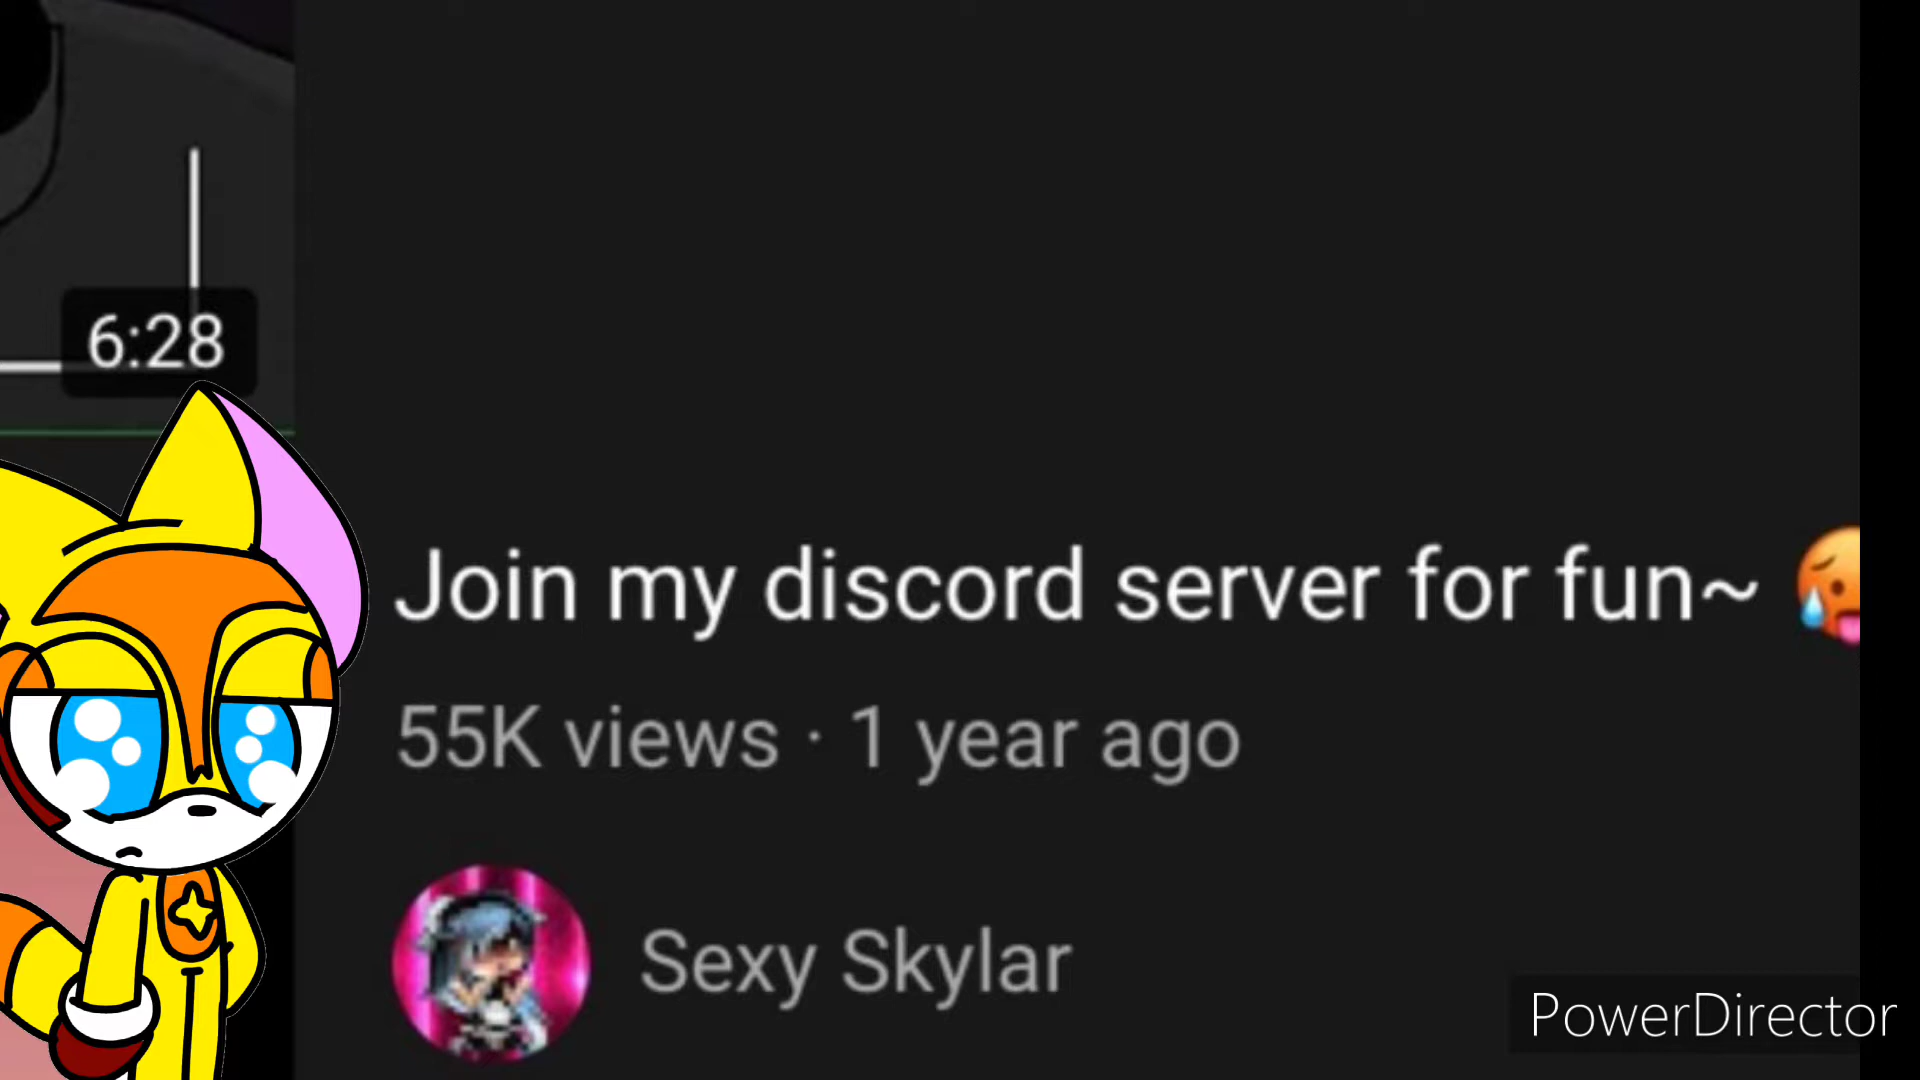 6:28
Join my discord server for fun~ 🥵
55K views · 1 year ago
Sexy Skylar
PowerDirector